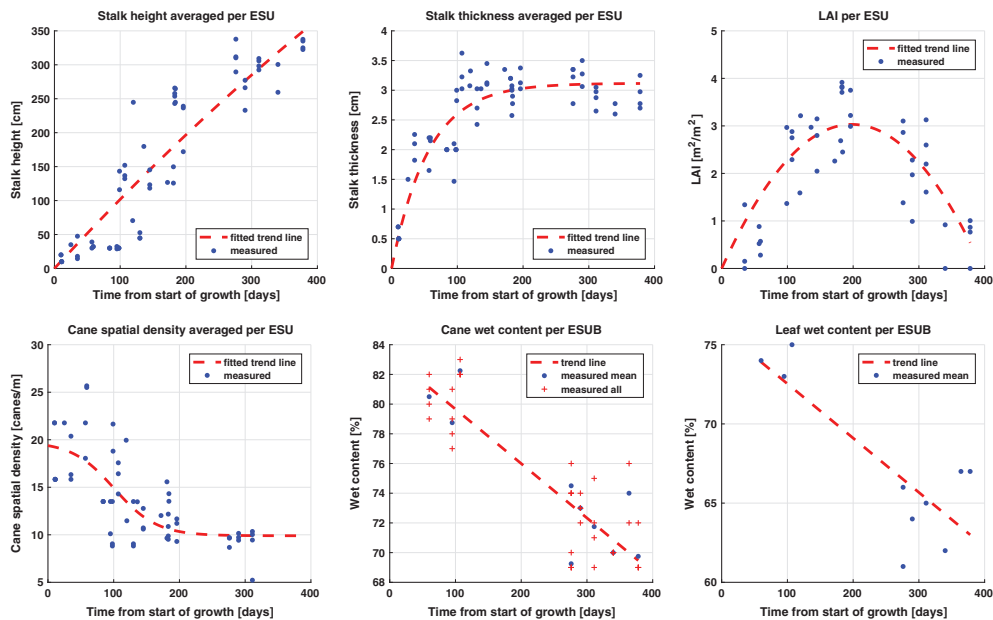 Stalk height averaged per ESU
350
300
250
200
150
100
50
0
Stalk height [cm]
fitted trend line
measured
0 100 200 300 400
Time from start of growth [days]
Stalk thickness averaged per ESU
5
4.5
4
3.5
3
2.5
2
1.5
1
0.5
0
Stalk thickness [cm]
fitted trend line
measured
0 100 200 300 400
Time from start of growth [days]
LAI per ESU
5
4
3
2
1
0
LAI [m²/m²]
fitted trend line
measured
0 100 200 300 400
Time from start of growth [days]
Cane spatial density averaged per ESU
30
25
20
15
10
5
Cane spatial density [canes/m]
fitted trend line
measured
0 100 200 300 400
Time from start of growth [days]
Cane wet content per ESUB
84
82
80
78
76
74
72
70
68
Wet content [%]
trend line
measured mean
measured all
0 100 200 300 400
Time from start of growth [days]
Leaf wet content per ESUB
75
70
65
60
Wet content [%]
trend line
measured mean
0 100 200 300 400
Time from start of growth [days]